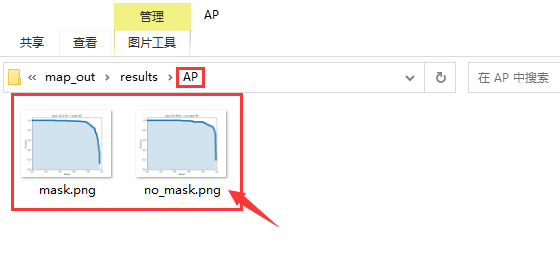 管理
AP
共享
查看
图片工具
« map_out › results › AP
在 AP 中搜索
mask.png
no_mask.png